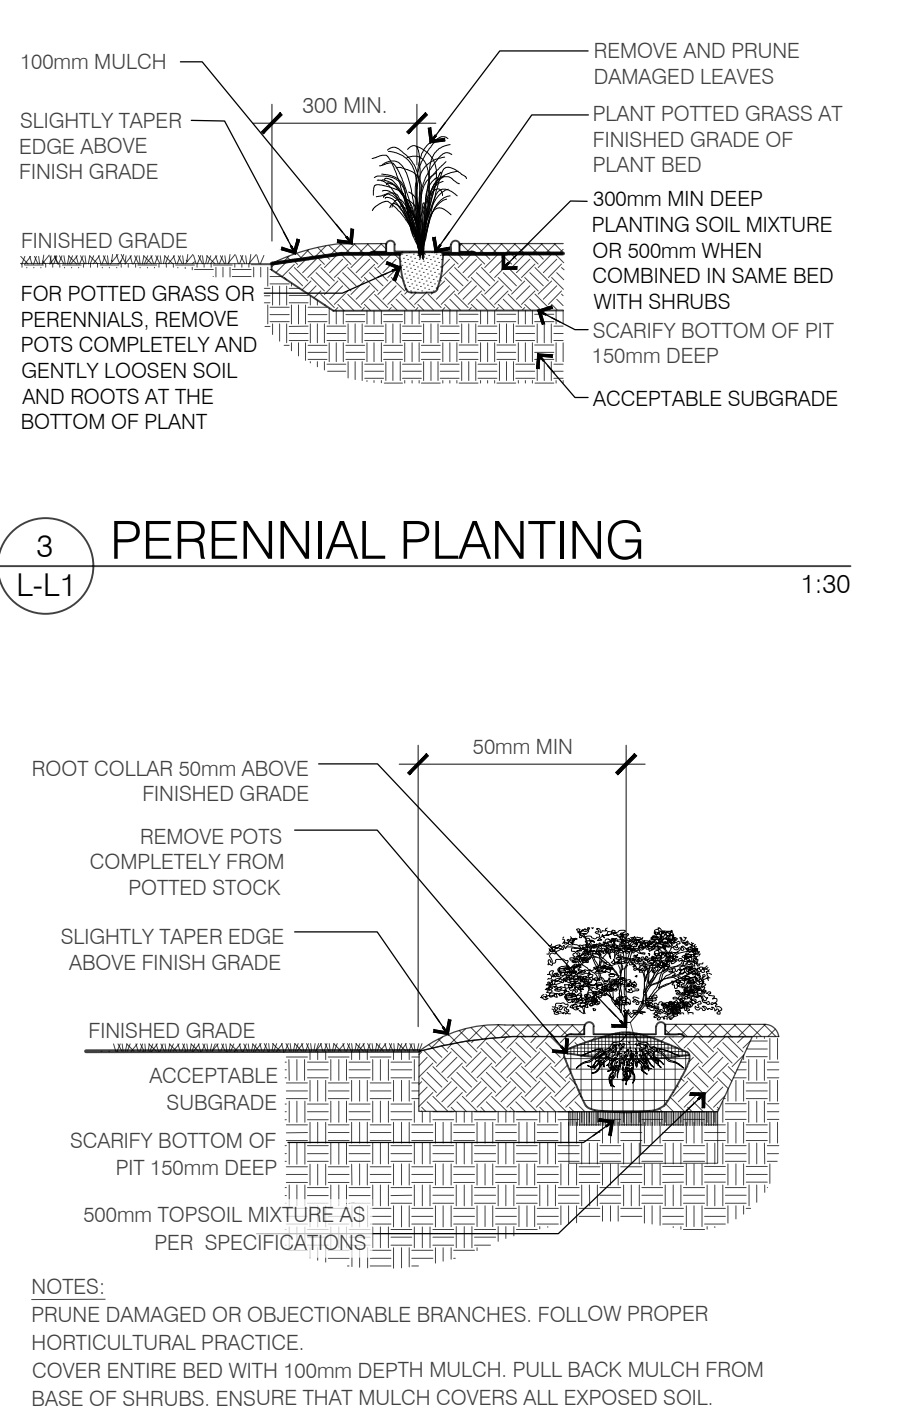 100mm MULCH
SLIGHTLY TAPER
EDGE ABOVE
FINISH GRADE
300 MIN.
REMOVE AND PRUNE
DAMAGED LEAVES
PLANT POTTED GRASS AT
FINISHED GRADE OF
PLANT BED
300mm MIN DEEP
PLANTING SOIL MIXTURE
OR 500mm WHEN
COMBINED IN SAME BED
WITH SHRUBS
SCARIFY BOTTOM OF PIT
150mm DEEP
ACCEPTABLE SUBGRADE
FINISHED GRADE
FOR POTTED GRASS OR
PERENNIALS, REMOVE
POTS COMPLETELY AND
GENTLY LOOSEN SOIL
AND ROOTS AT THE
BOTTOM OF PLANT
3
L-L1
PERENNIAL PLANTING
1:30
50mm MIN
ROOT COLLAR 50mm ABOVE
FINISHED GRADE
REMOVE POTS
COMPLETELY FROM
POTTED STOCK
SLIGHTLY TAPER EDGE
ABOVE FINISH GRADE
FINISHED GRADE
ACCEPTABLE
SUBGRADE
SCARIFY BOTTOM OF
PIT 150mm DEEP
500mm TOPSOIL MIXTURE AS
PER SPECIFICATIONS
NOTES:
PRUNE DAMAGED OR OBJECTIONABLE BRANCHES. FOLLOW PROPER
HORTICULTURAL PRACTICE.
COVER ENTIRE BED WITH 100mm DEPTH MULCH. PULL BACK MULCH FROM
BASE OF SHRUBS. ENSURE THAT MULCH COVERS ALL EXPOSED SOIL.